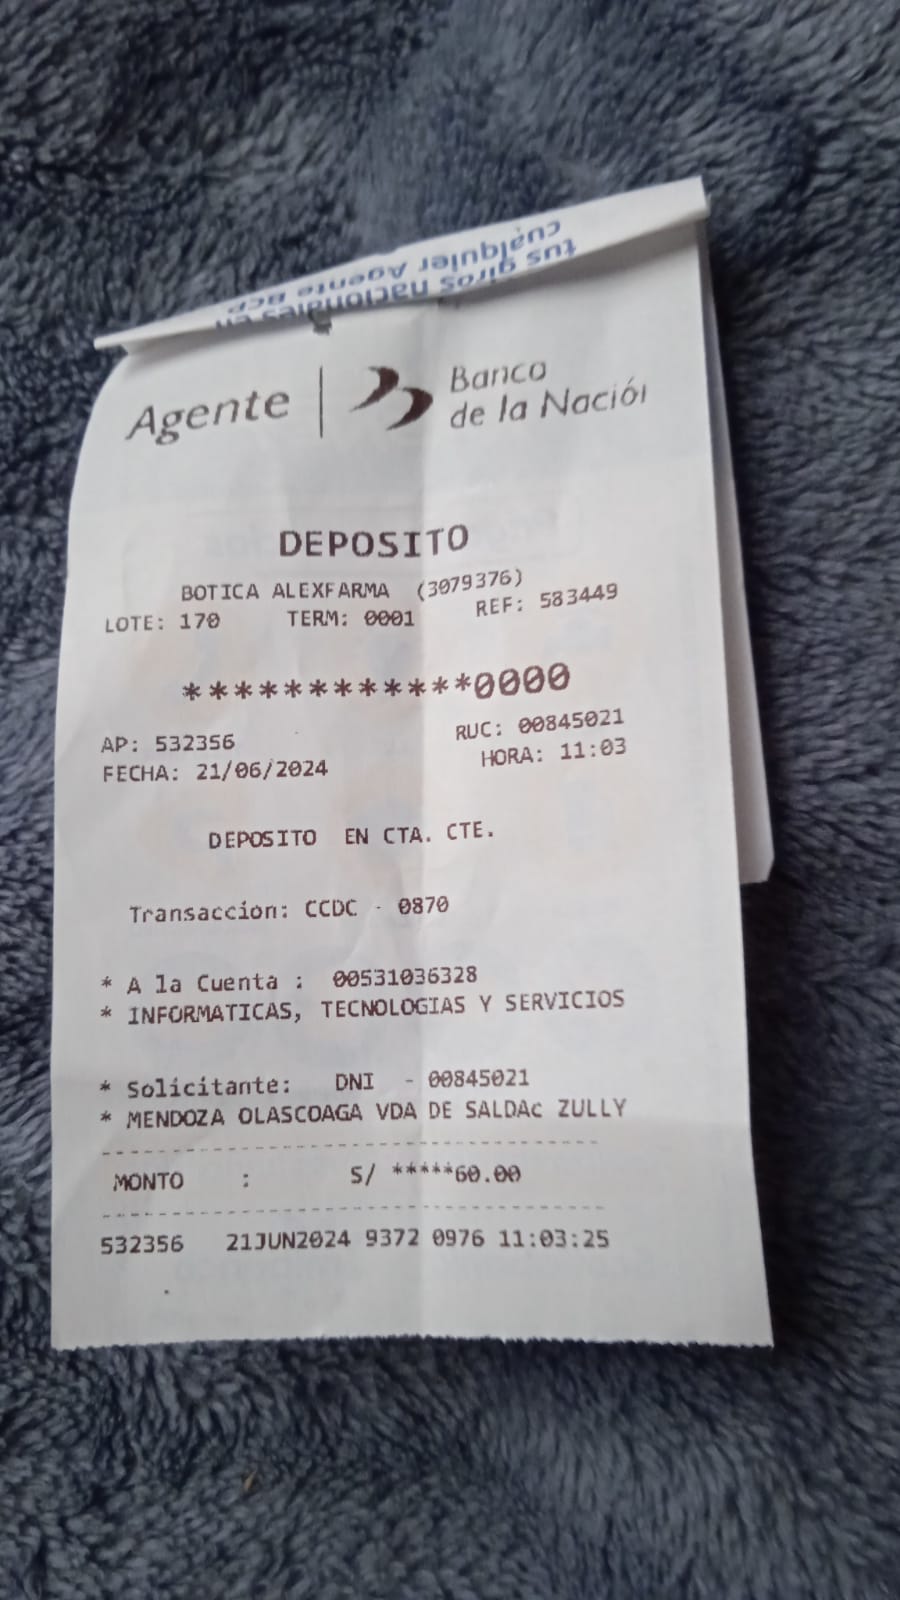 tus giros nacionales en
cualquier Agente BCP
Agente | Banco
de la Nación
DEPOSITO
BOTICA ALEXFARMA (3079376)
LOTE: 170 TERM: 0001 REF: 583449
************0000
AP: 532356 RUC: 00845021
FECHA: 21/06/2024 HORA: 11:03
DEPOSITO EN CTA. CTE.
Transaccion: CCDC - 0870
* A la Cuenta : 00531036328
* INFORMATICAS, TECNOLOGIAS Y SERVICIOS
* Solicitante: DNI - 00845021
* MENDOZA OLASCOAGA VDA DE SALDAc ZULLY
MONTO : S/ *****60.00
532356 21JUN2024 9372 0976 11:03:25